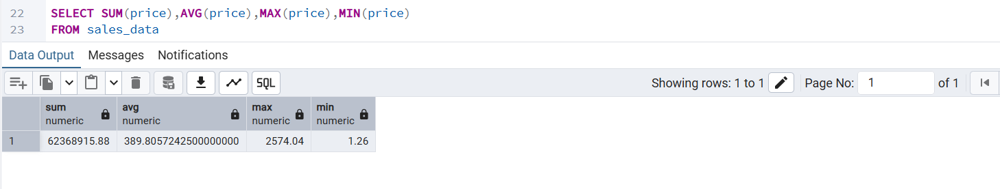 22 SELECT SUM(price),AVG(price),MAX(price),MIN(price)
23 FROM sales_data
Data Output Messages Notifications
SQL Showing rows: 1 to 1 Page No: 1 of 1
sum avg max min
numeric numeric numeric numeric
1 62368915.88 389.8057242500000000 2574.04 1.26